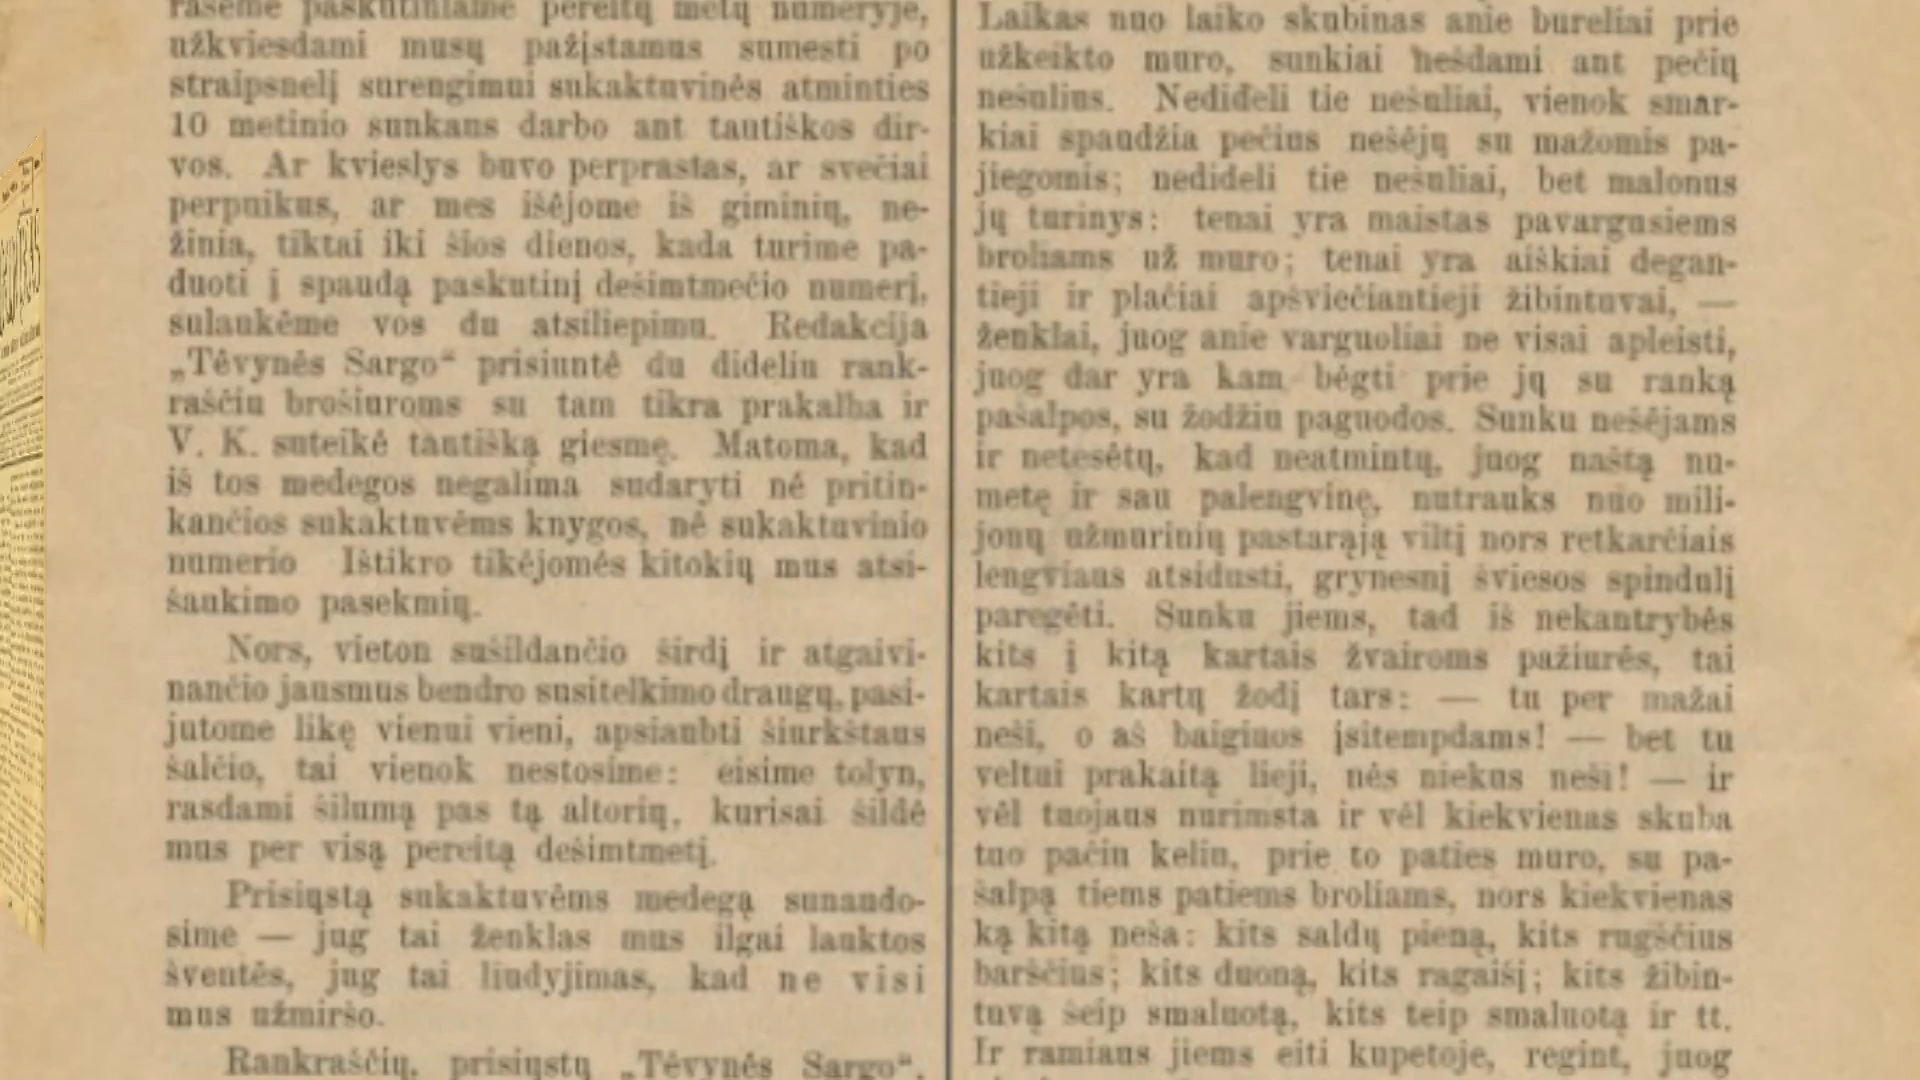 rašėme paskutiniame pereitų metų numeryje,
užkviesdami musų pažįstamus sumesti po
straipsnelį surengimui sukaktuvinės atminties
10 metinio sunkaus darbo ant tautiškos dir-
vos. Ar kvieslys buvo perprastas, ar svečiai
perpuikus, ar mes išėjome iš giminių, ne-
žinia, tiktai iki šios dienos, kada turime pa-
duoti į spaudą paskutinį dešimtmečio numerį,
sulaukėme vos du atsiliepimu. Redakcija
„Tėvynės Sargo“ prisiuntė du dideliu rank-
raščiu brošiuroms su tam tikra prakalba ir
V. K. suteikė tautišką giesmę. Matoma, kad
iš tos medegos negalima sudaryti nė pritin-
kančios sukaktuvėms knygos, nė sukaktuvinio
numerio Ištikro tikėjomės kitokių mus atsi-
šaukimo pasekmių.
Nors, vieton sušildančio širdį ir atgaivi-
nančio jausmus bendro susitelkimo draugų, pasi-
jutome likę vienui vieni, apsiaubti šiurkštaus
šalčio, tai vienok nestosime: eisime tolyn,
rasdami šilumą pas tą altorių, kurisai šildė
mus per visą pereitą dešimtmetį.
Prisiųstą sukaktuvėms medegą sunaudo-
sime — jug tai ženklas mus ilgai lauktos
šventės, jug tai liudyjimas, kad ne visi
mus užmiršo.
Rankraščių, prisiųstų „Tėvynės Sargo“,
Laikas nuo laiko skubinas anie bureliai prie
užkeikto muro, sunkiai nešdami ant pečių
nešulius. Nedideli tie nešuliai, vienok smar-
kiai spaudžia pečius nešėjų su mažomis pa-
jiegomis; nedideli tie nešuliai, bet malonus
jų turinys: tenai yra maistas pavargusiems
broliams už muro; tenai yra aiškiai degan-
tieji ir plačiai apšviečiantieji žibintuvai, —
ženklai, juog anie varguoliai ne visai apleisti,
juog dar yra kam bėgti prie jų su ranką
pašalpos, su žodžiu paguodos. Sunku nešėjams
ir netesėtų, kad neatmintų, juog naštą nu-
metę ir sau palengvinę, nutrauks nuo mili-
jonų užmurinių pastarąją viltį nors retkarčiais
lengviaus atsidusti, grynesnį šviesos spindulį
paregėti. Sunku jiems, tad iš nekantrybės
kits į kitą kartais žvairoms pažiurės, tai
kartais kartų žodį tars: — tu per mažai
neši, o aš baigiuos įsitempdams! — bet tu
veltui prakaitą lieji, nės niekus neši! — ir
vėl tuojaus nurimsta ir vėl kiekvienas skuba
tuo pačiu keliu, prie to paties muro, su pa-
šalpą tiems patiems broliams, nors kiekvienas
ką kitą neša: kits saldų pieną, kits rugščius
barščius; kits duoną, kits ragaišį; kits žibin-
tuvą šeip smaluotą, kits teip smaluotą ir tt.
Ir ramiaus jiems eiti kupetoje, regint, juog